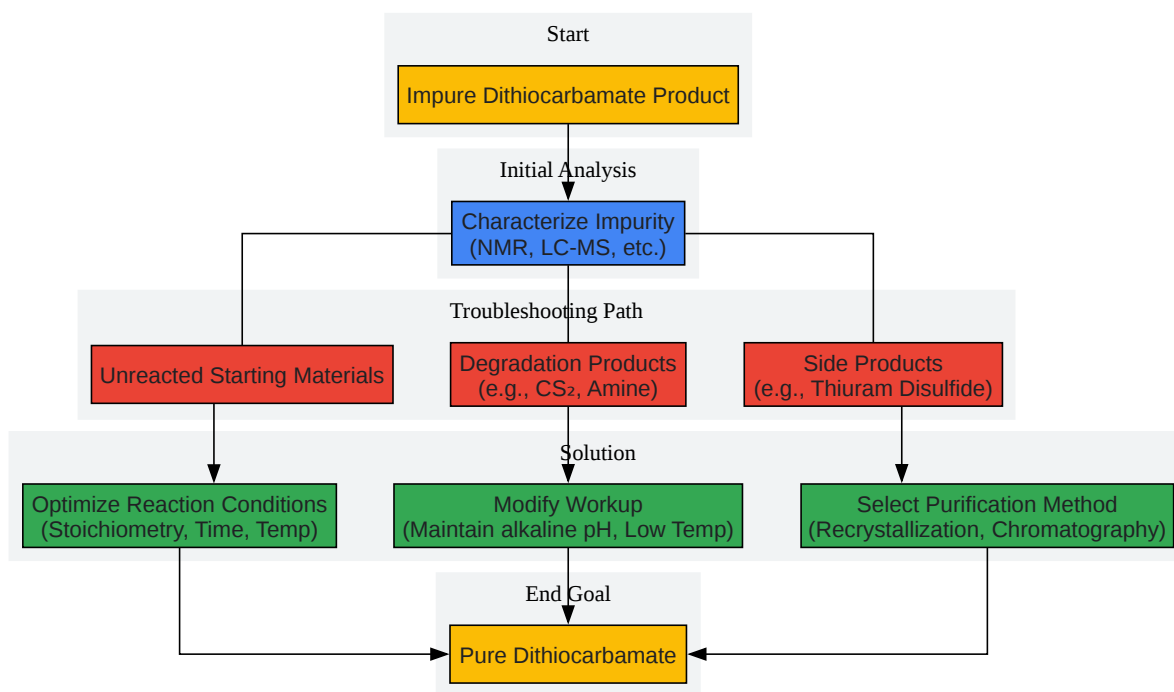 Start
Impure Dithiocarbamate Product
Initial Analysis
Characterize Impurity
(NMR, LC-MS, etc.)
Troubleshooting Path
Unreacted Starting Materials
Degradation Products
(e.g., CS₂, Amine)
Side Products
(e.g., Thiuram Disulfide)
Solution
Optimize Reaction Conditions
(Stoichiometry, Time, Temp)
Modify Workup
(Maintain alkaline pH, Low Temp)
Select Purification Method
(Recrystallization, Chromatography)
End Goal
Pure Dithiocarbamate